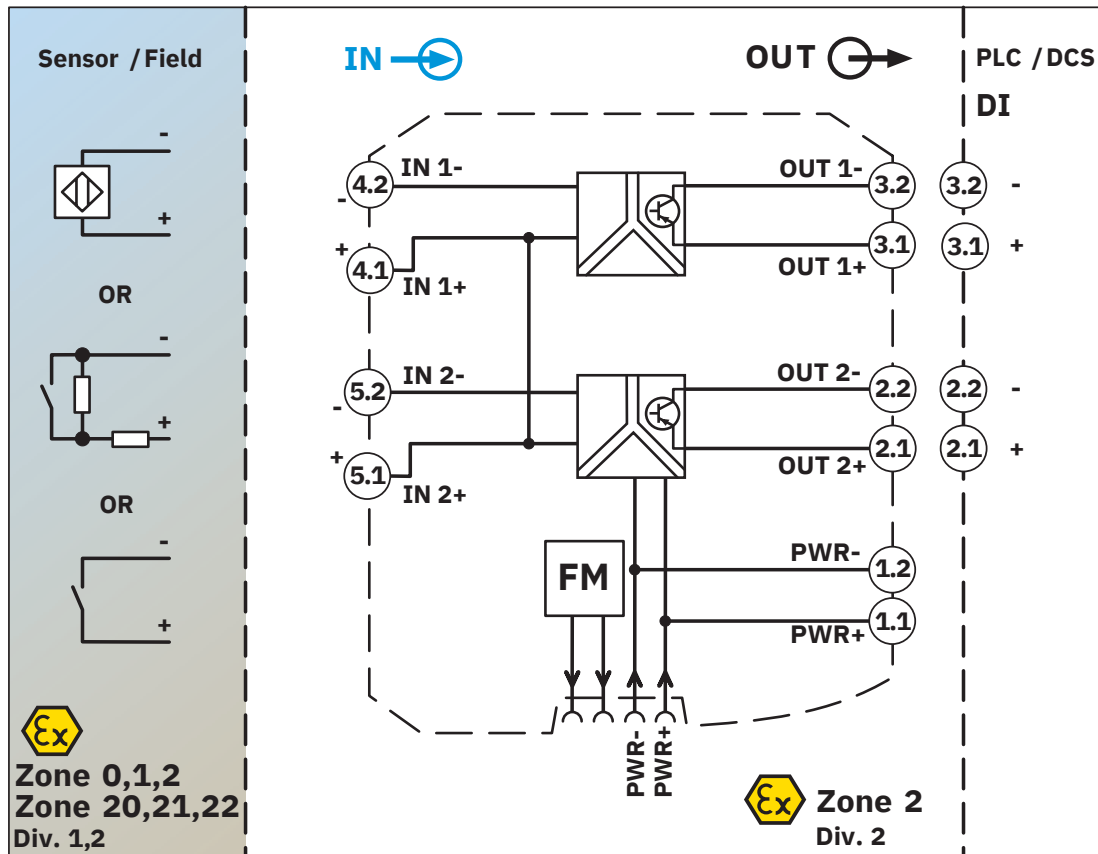 Sensor / Field
-
+
OR
-
+
OR
-
+
Ex
Zone 0,1,2
Zone 20,21,22
Div. 1,2
IN
OUT
4.2
IN 1-
-
+
4.1
IN 1+
5.2
IN 2-
-
+
5.1
IN 2+
OUT 1-
3.2
3.1
OUT 1+
OUT 2-
2.2
2.1
OUT 2+
FM
PWR-
1.2
1.1
PWR+
PWR-
PWR+
Ex
Zone 2
Div. 2
PLC / DCS
DI
3.2 -
3.1 +
2.2 -
2.1 +